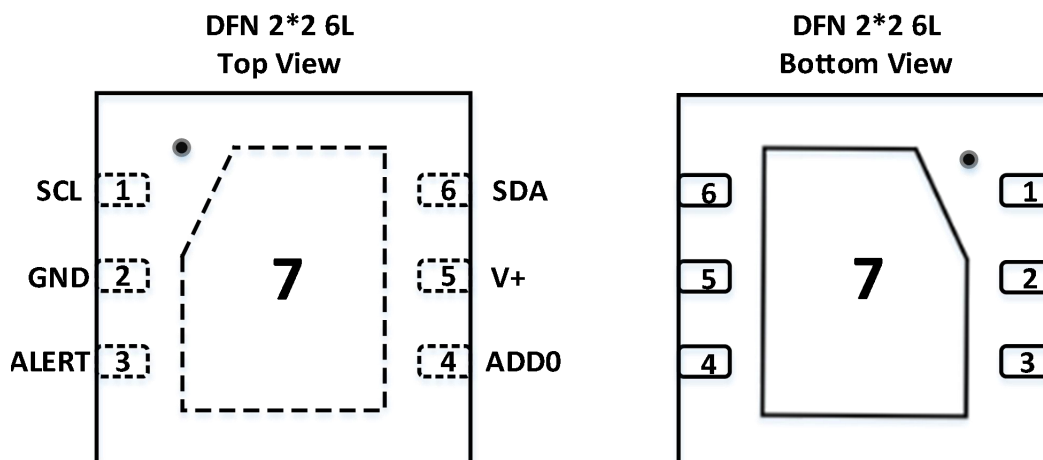 DFN 2*2 6L
Top View
SCL 1 6 SDA
GND 2 7 5 V+
ALERT 3 4 ADD0
DFN 2*2 6L
Bottom View
6 1
5 7 2
4 3